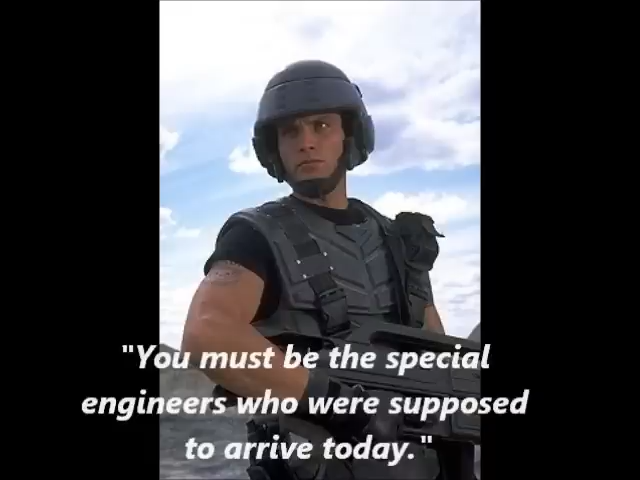 "You must be the special
engineers who were supposed
to arrive today."